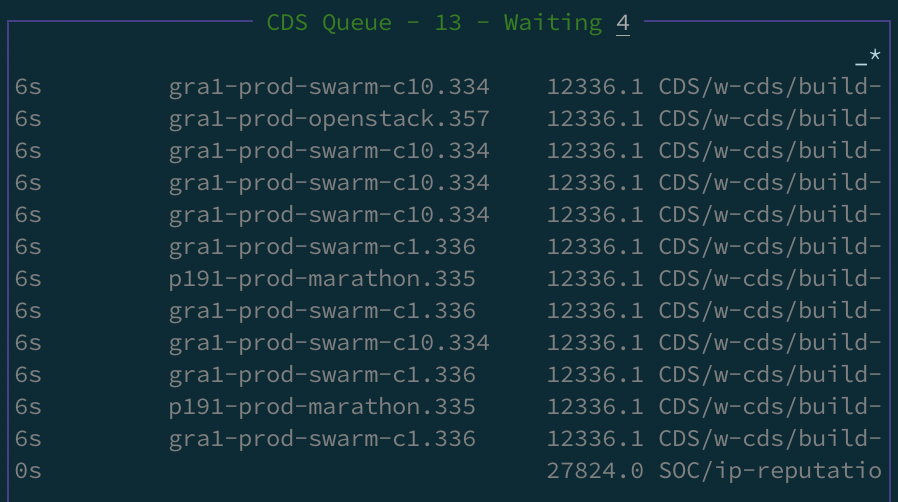 CDS Queue - 13 - Waiting 4
_*
6s gra1-prod-swarm-c10.334 12336.1 CDS/w-cds/build-
6s gra1-prod-openstack.357 12336.1 CDS/w-cds/build-
6s gra1-prod-swarm-c10.334 12336.1 CDS/w-cds/build-
6s gra1-prod-swarm-c10.334 12336.1 CDS/w-cds/build-
6s gra1-prod-swarm-c10.334 12336.1 CDS/w-cds/build-
6s gra1-prod-swarm-c1.336 12336.1 CDS/w-cds/build-
6s p191-prod-marathon.335 12336.1 CDS/w-cds/build-
6s gra1-prod-swarm-c1.336 12336.1 CDS/w-cds/build-
6s gra1-prod-swarm-c10.334 12336.1 CDS/w-cds/build-
6s gra1-prod-swarm-c1.336 12336.1 CDS/w-cds/build-
6s p191-prod-marathon.335 12336.1 CDS/w-cds/build-
6s gra1-prod-swarm-c1.336 12336.1 CDS/w-cds/build-
0s 27824.0 SOC/ip-reputatio